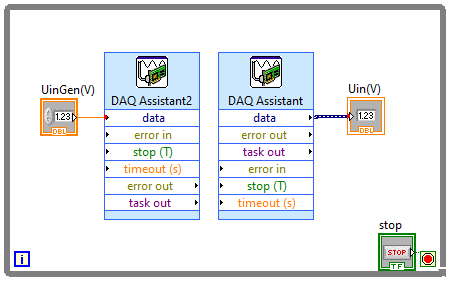 UinGen(V)
1.23
DBL
DAQ Assistant2
data
error in
stop (T)
timeout (s)
error out
task out
DAQ Assistant
data
error out
task out
error in
stop (T)
timeout (s)
Uin(V)
1.23
DBL
i
stop
STOP
TF